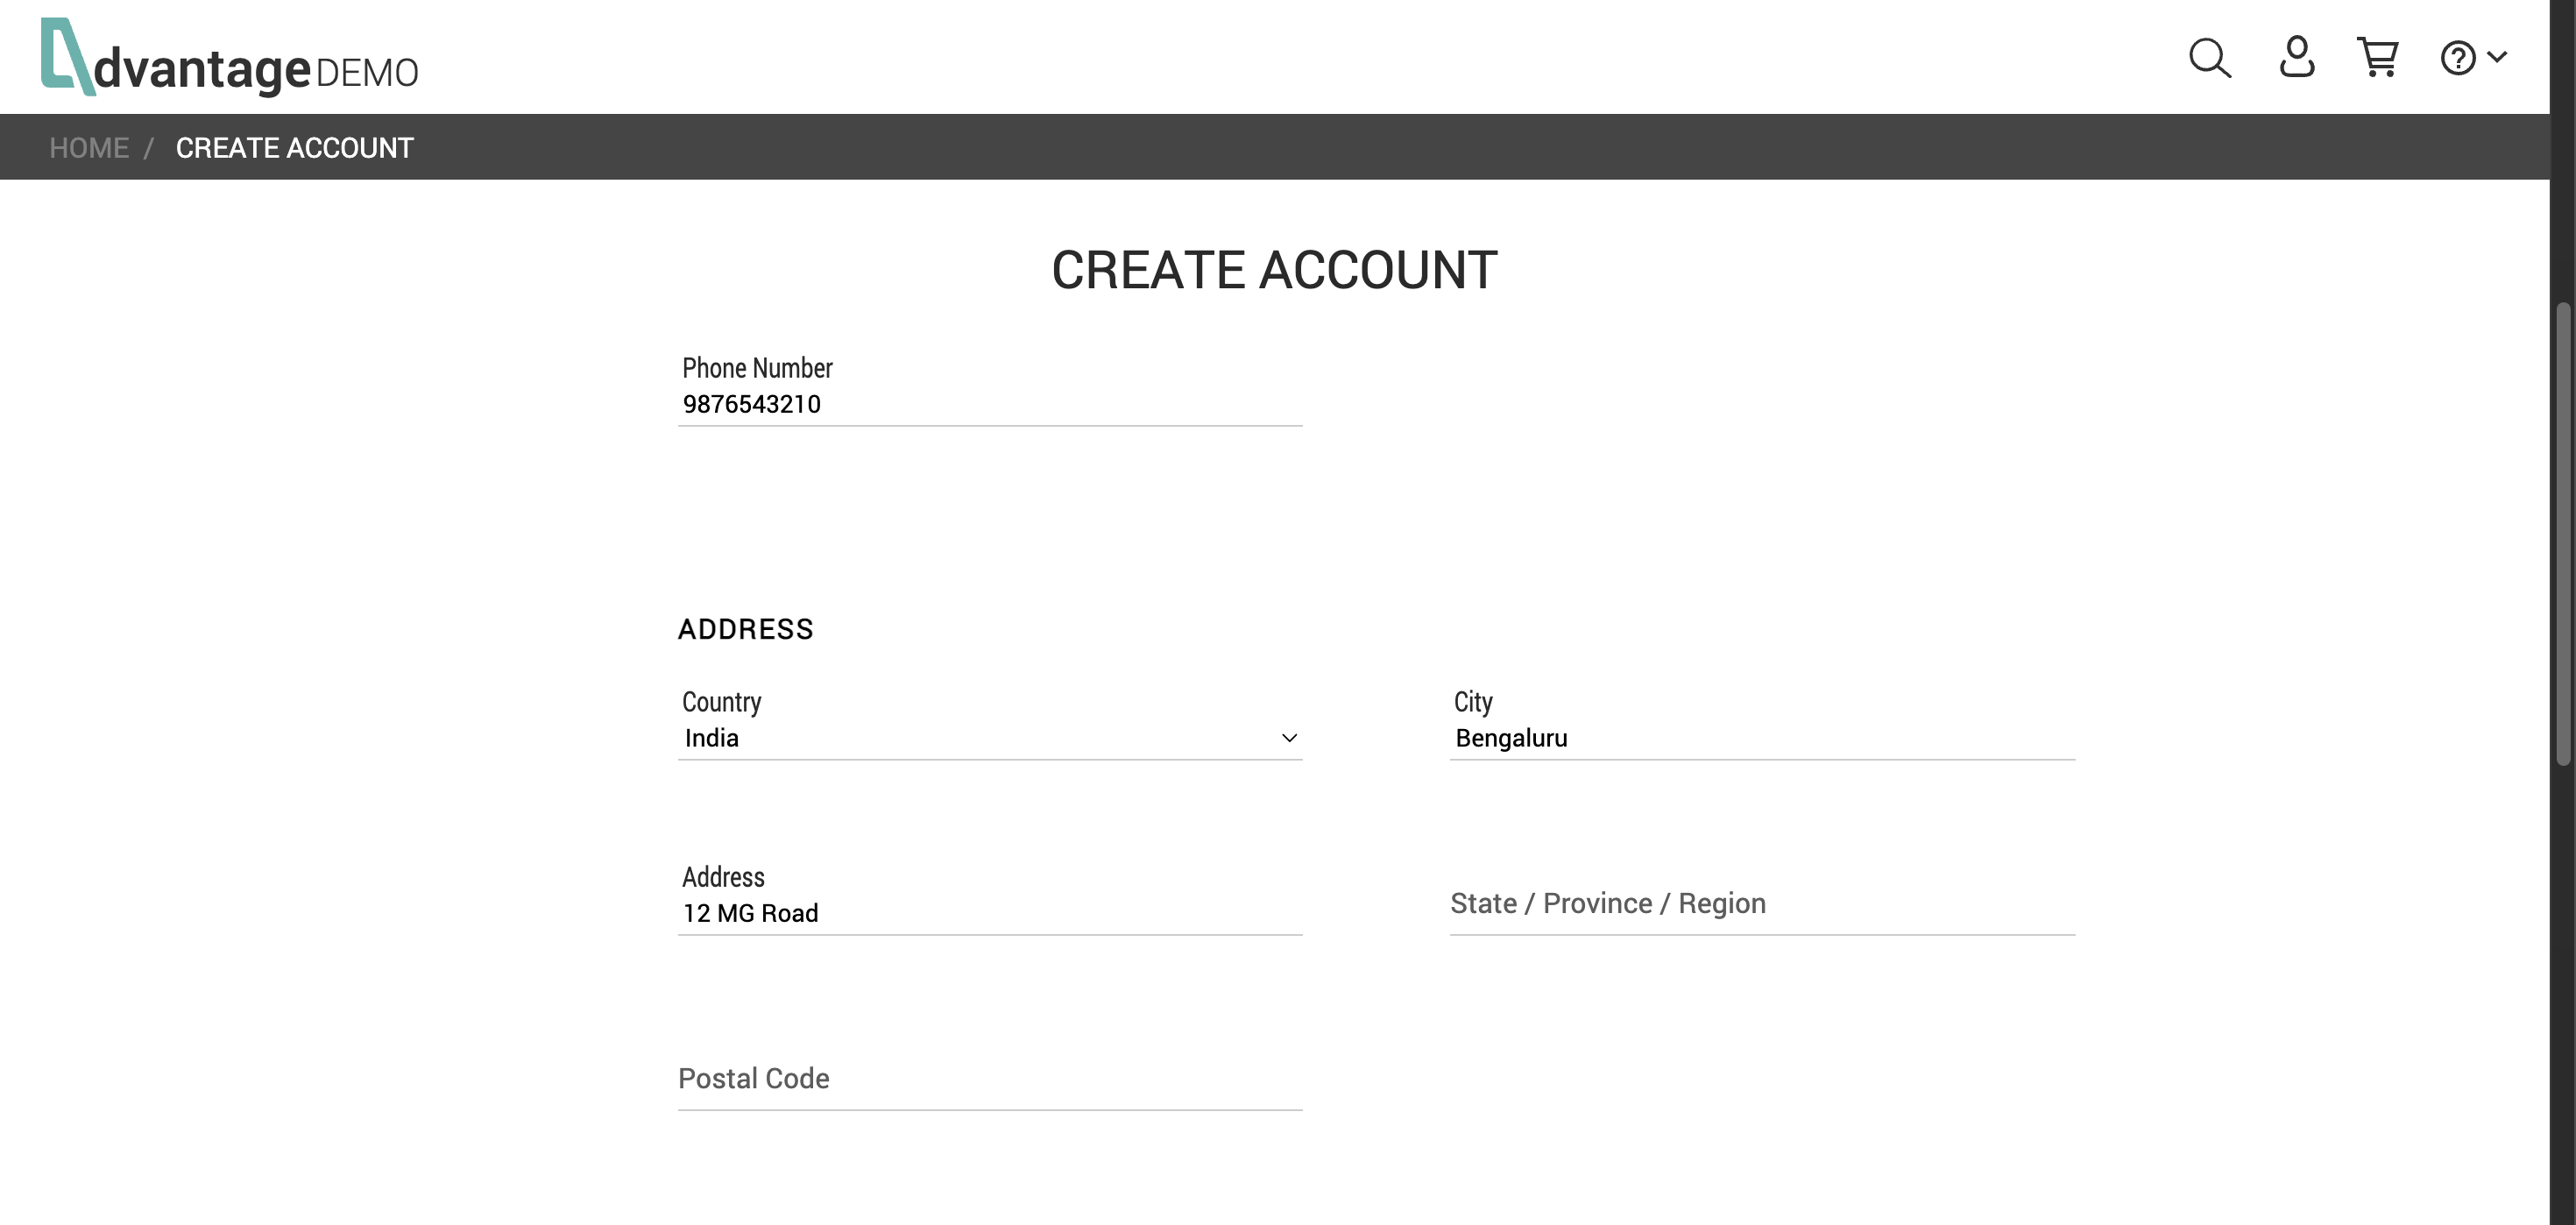 dvantage DEMO
HOME / CREATE ACCOUNT
CREATE ACCOUNT
Phone Number
9876543210
ADDRESS
Country
India
City
Bengaluru
Address
12 MG Road
State / Province / Region
Postal Code